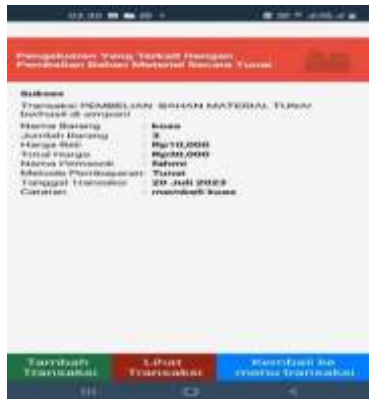 Pengeluaran Yang Terkait Dengan
Pembelian Bahan Material Secara Tunai
Sukses
Transaksi PEMBELIAN BAHAN MATERIAL TUNAI
berhasil di simpan!
Nama Barang : kuas
Jumlah Barang : 3
Harga Beli : Rp10,000
Total Harga : Rp30,000
Nama Pemasok : fahmi
Metode Pembayaran: Tunai
Tanggal Transaksi : 20 Juli 2023
Catatan : membeli kuas
Tambah Transaksi
Lihat Transaksi
Kembali ke menu transaksi